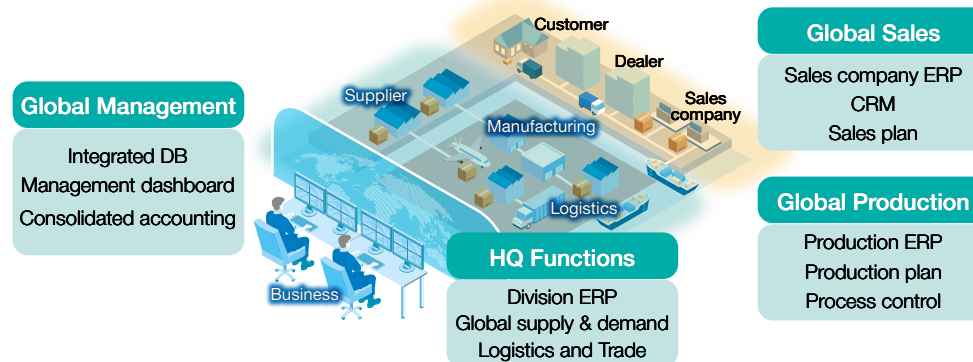 Global Management
Integrated DB
Management dashboard
Consolidated accounting
Customer
Dealer
Sales
company
Supplier
Manufacturing
Logistics
Business
HQ Functions
Division ERP
Global supply & demand
Logistics and Trade
Global Sales
Sales company ERP
CRM
Sales plan
Global Production
Production ERP
Production plan
Process control